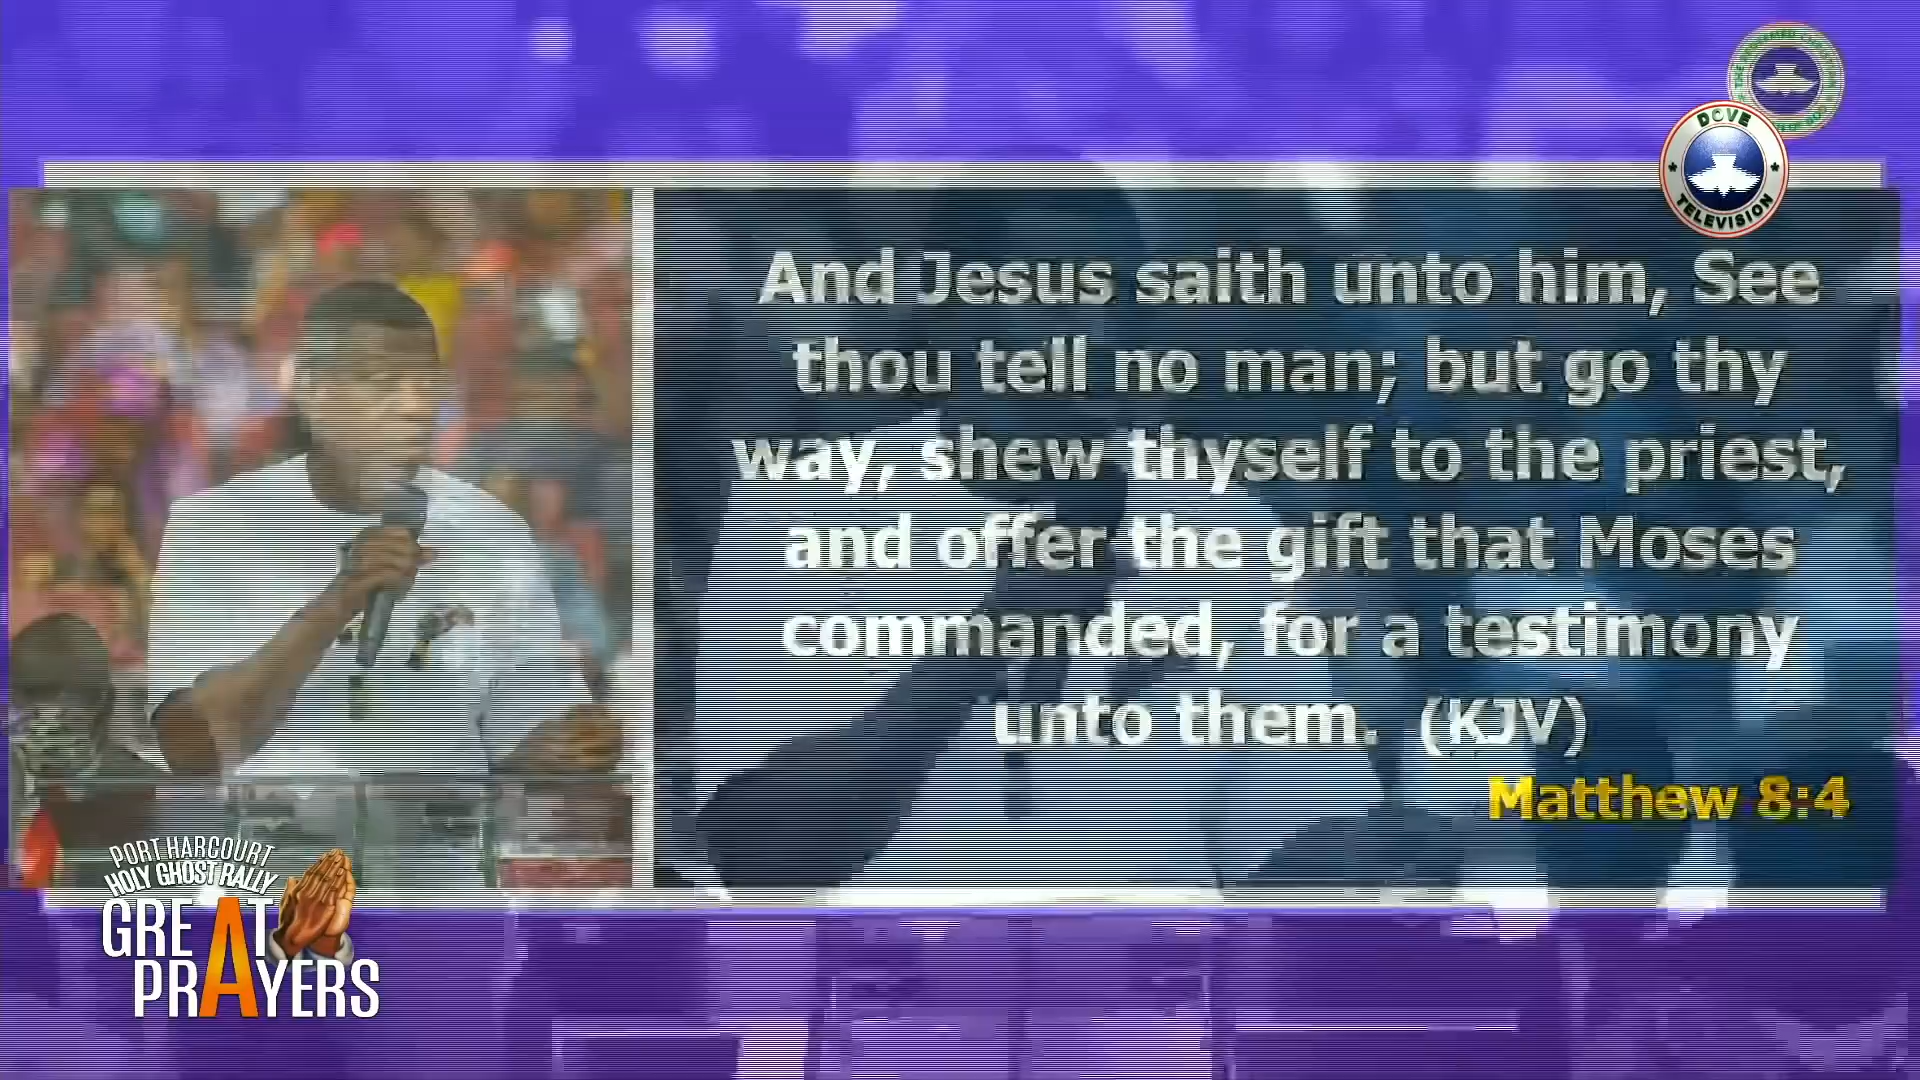 DOVE
TELEVISION
And Jesus saith unto him, See
thou tell no man; but go thy
way, shew thyself to the priest,
and offer the gift that Moses
commanded, for a testimony
unto them. (KJV)
Matthew 8:4
PORT HARCOURT
HOLY GHOST RALLY
GREAT
PRAYERS